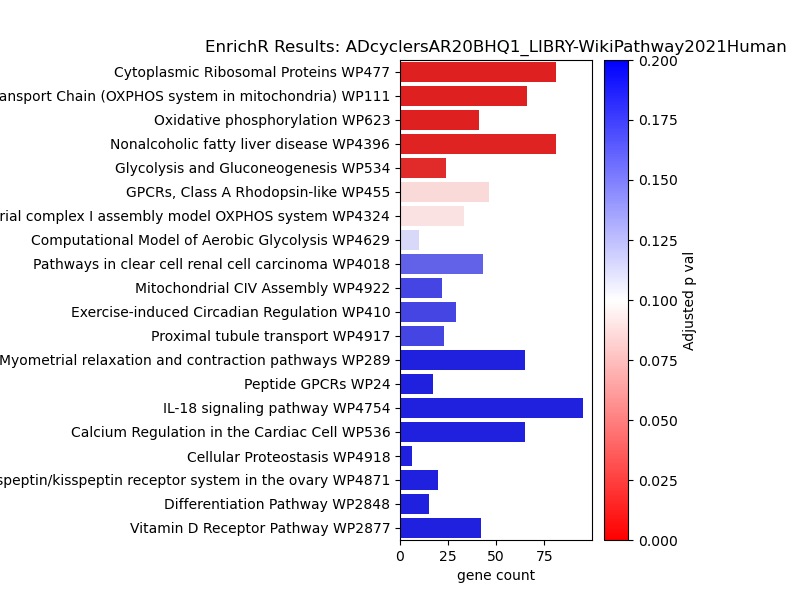 EnrichR Results: ADcyclersAR20BHQ1_LIBRY-WikiPathway2021Human
Cytoplasmic Ribosomal Proteins WP477
Transport Chain (OXPHOS system in mitochondria) WP111
Oxidative phosphorylation WP623
Nonalcoholic fatty liver disease WP4396
Glycolysis and Gluconeogenesis WP534
GPCRs, Class A Rhodopsin-like WP455
complex I assembly model OXPHOS system WP4324
Computational Model of Aerobic Glycolysis WP4629
Pathways in clear cell renal cell carcinoma WP4018
Mitochondrial CIV Assembly WP4922
Exercise-induced Circadian Regulation WP410
Proximal tubule transport WP4917
Myometrial relaxation and contraction pathways WP289
Peptide GPCRs WP24
IL-18 signaling pathway WP4754
Calcium Regulation in the Cardiac Cell WP536
Cellular Proteostasis WP4918
speptin/kisspeptin receptor system in the ovary WP4871
Differentiation Pathway WP2848
Vitamin D Receptor Pathway WP2877
0 25 50 75
gene count
0.200
0.175
0.150
0.125
0.100
0.075
0.050
0.025
0.000
Adjusted p val